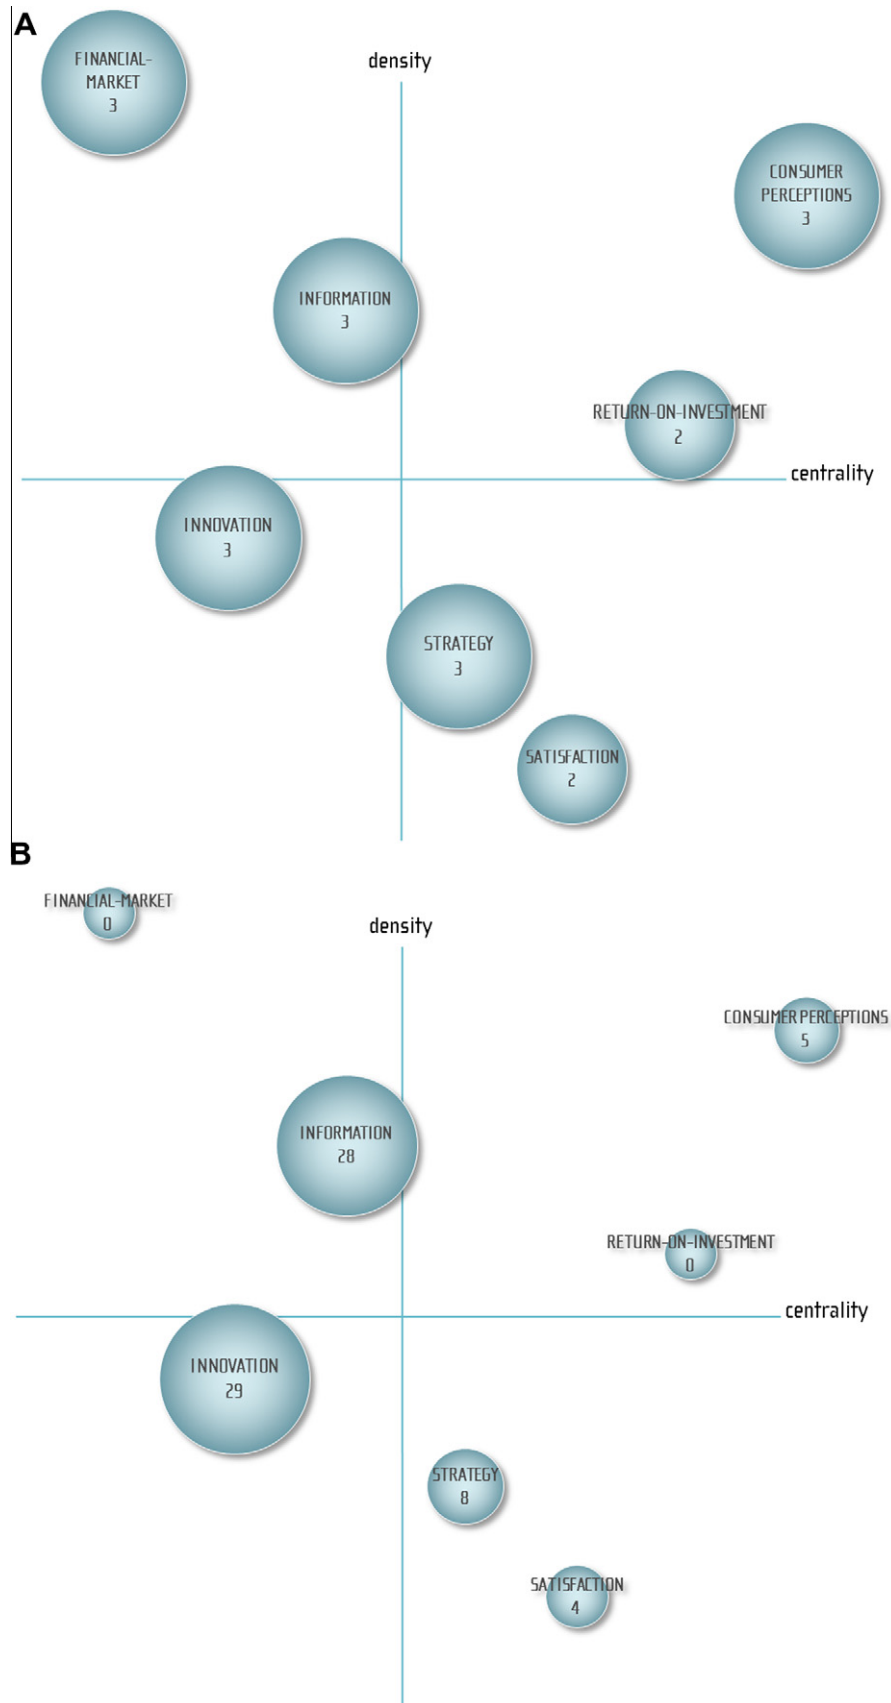 A
FINANCIAL-
MARKET
3
density
CONSUMER
PERCEPTIONS
3
INFORMATION
3
RETURN-ON-INVESTMENT
2
centrality
INNOVATION
3
STRATEGY
3
SATISFACTION
2
B
FINANCIAL-MARKET
0
density
CONSUMER PERCEPTIONS
5
INFORMATION
28
RETURN-ON-INVESTMENT
0
centrality
INNOVATION
29
STRATEGY
8
SATISFACTION
4